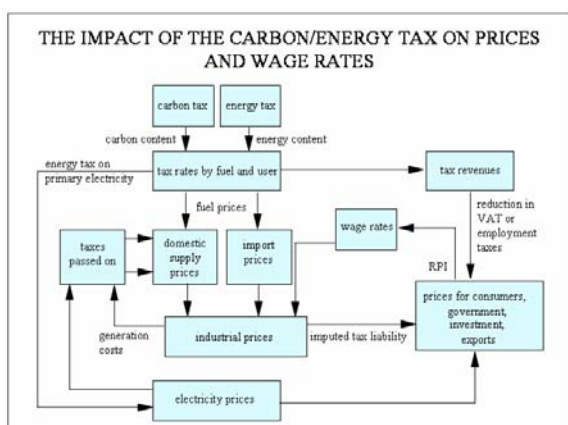 THE IMPACT OF THE CARBON/ENERGY TAX ON PRICES
AND WAGE RATES
carbon tax
energy tax
carbon content
energy content
energy tax on
primary electricity
tax rates by fuel and user
tax revenues
fuel prices
reduction in
VAT or
employment
taxes
wage rates
taxes
passed on
domestic
supply
prices
import
prices
RPI
prices for consumers,
government,
investment,
exports
generation
costs
industrial prices
imputed tax liability
electricity prices